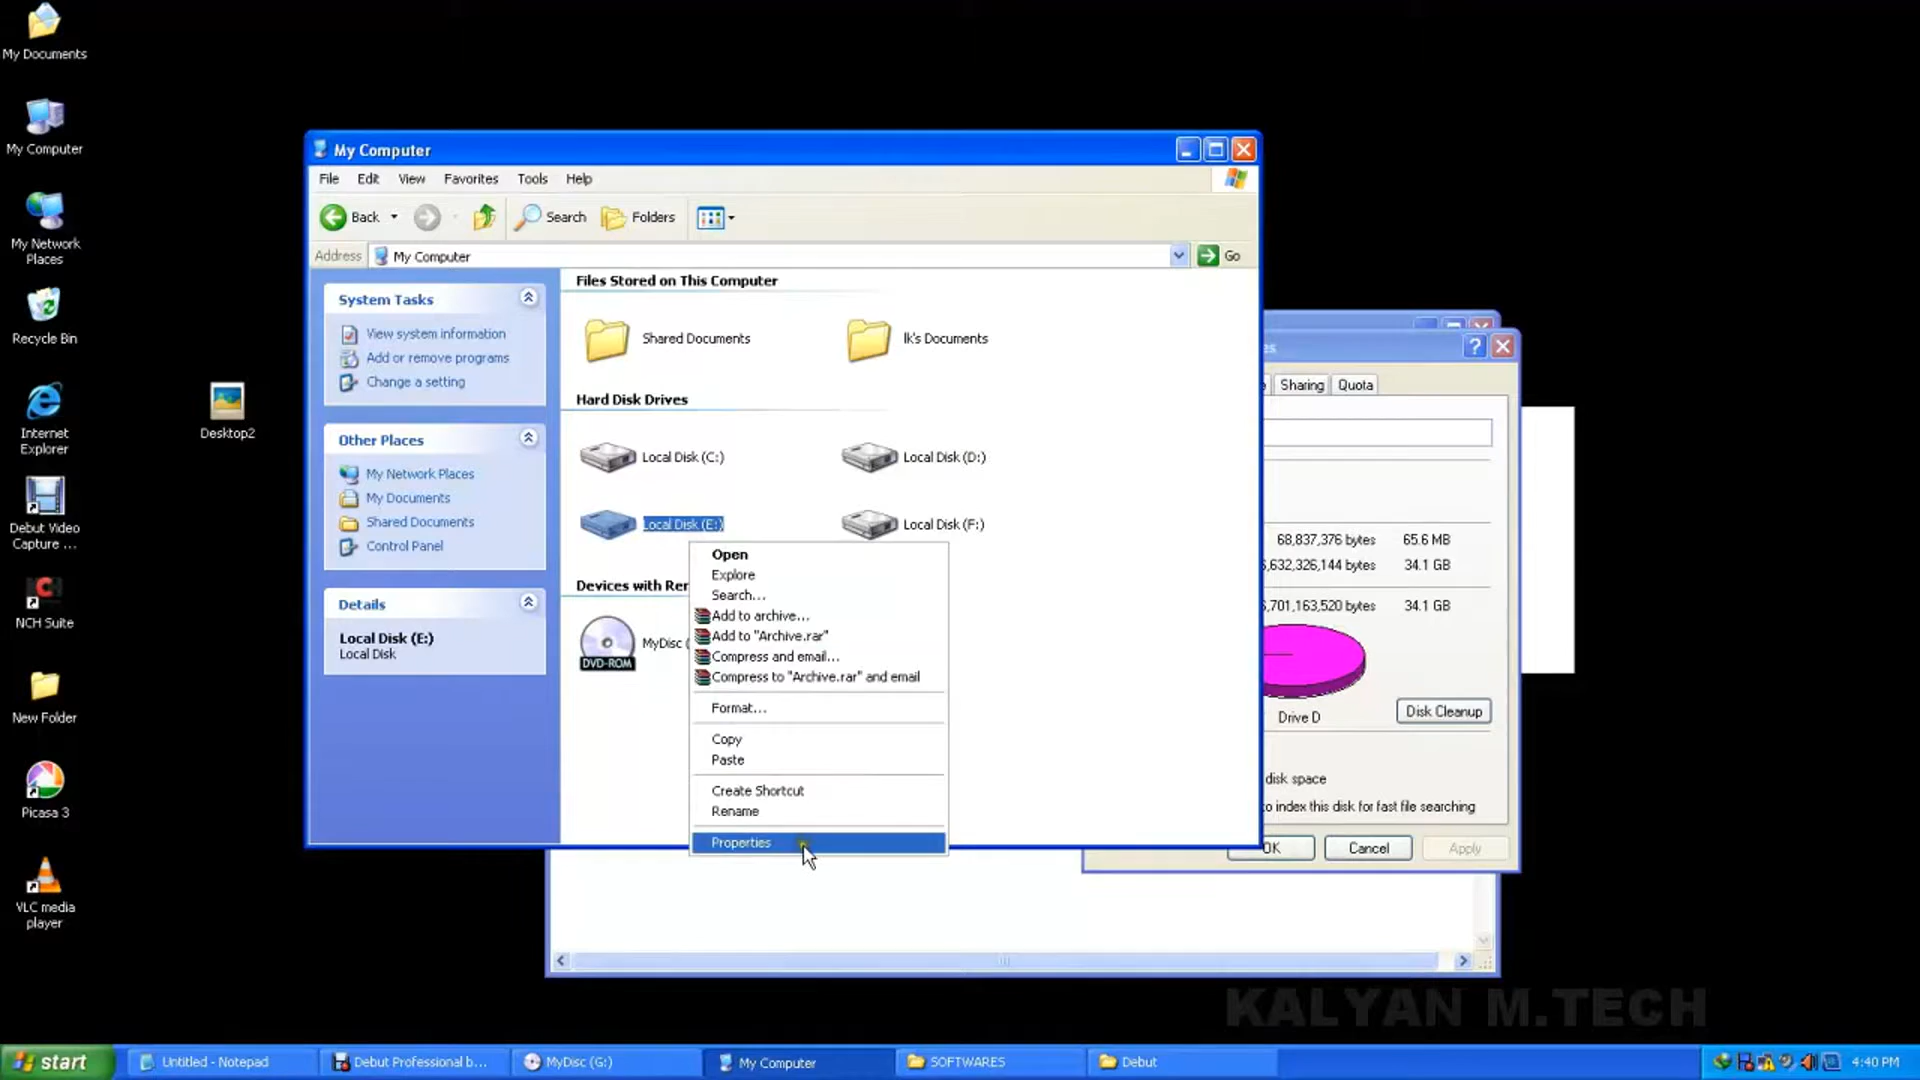 My Documents
My Computer
My Network
Places
Recycle Bin
Internet
Explorer
Debut Video
Capture ...
NCH Suite
New Folder
Picasa 3
VLC media
player
Desktop2
My Computer
File Edit View Favorites Tools Help
Back Search Folders
Address My Computer Go
System Tasks
View system information
Add or remove programs
Change a setting
Other Places
My Network Places
My Documents
Shared Documents
Control Panel
Details
Local Disk (E:)
Local Disk
Files Stored on This Computer
Shared Documents lk's Documents
Hard Disk Drives
Local Disk (C:) Local Disk (D:)
Local Disk (E:) Local Disk (F:)
Devices with Rer
DVD-ROM
MyDisc (
Open
Explore
Search...
Add to archive...
Add to "Archive.rar"
Compress and email...
Compress to "Archive.rar" and email
Format...
Copy
Paste
Create Shortcut
Rename
Properties
Sharing Quota
68,837,376 bytes 65.6 MB
,632,326,144 bytes 34.1 GB
,701,163,520 bytes 34.1 GB
Drive D Disk Cleanup
disk space
to index this disk for fast file searching
OK Cancel Apply
KALYAN M.TECH
start Untitled - Notepad Debut Professional b... MyDisc (G:) My Computer SOFTWARES Debut 4:40 PM